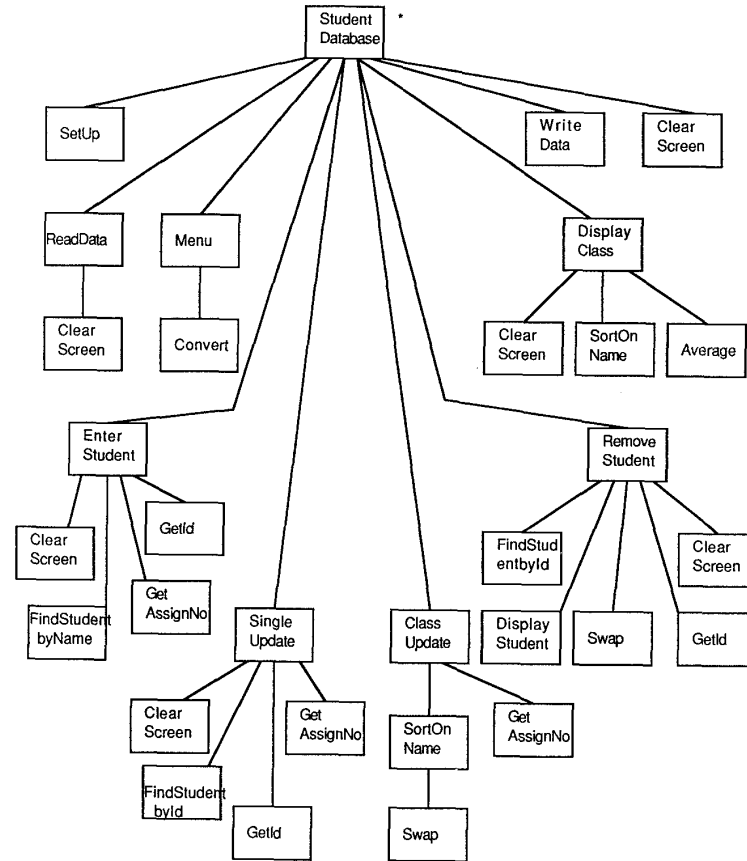 Student
Database
*
SetUp
Write
Data
Clear
Screen
ReadData
Menu
Display
Class
Clear
Screen
Convert
Clear
Screen
SortOn
Name
Average
Enter
Student
Remove
Student
Clear
Screen
GetId
FindStud
entbyId
Clear
Screen
FindStudent
byName
Get
AssignNo
Single
Update
Class
Update
Display
Student
Swap
GetId
Clear
Screen
Get
AssignNo
SortOn
Name
Get
AssignNo
FindStudent
byId
GetId
Swap